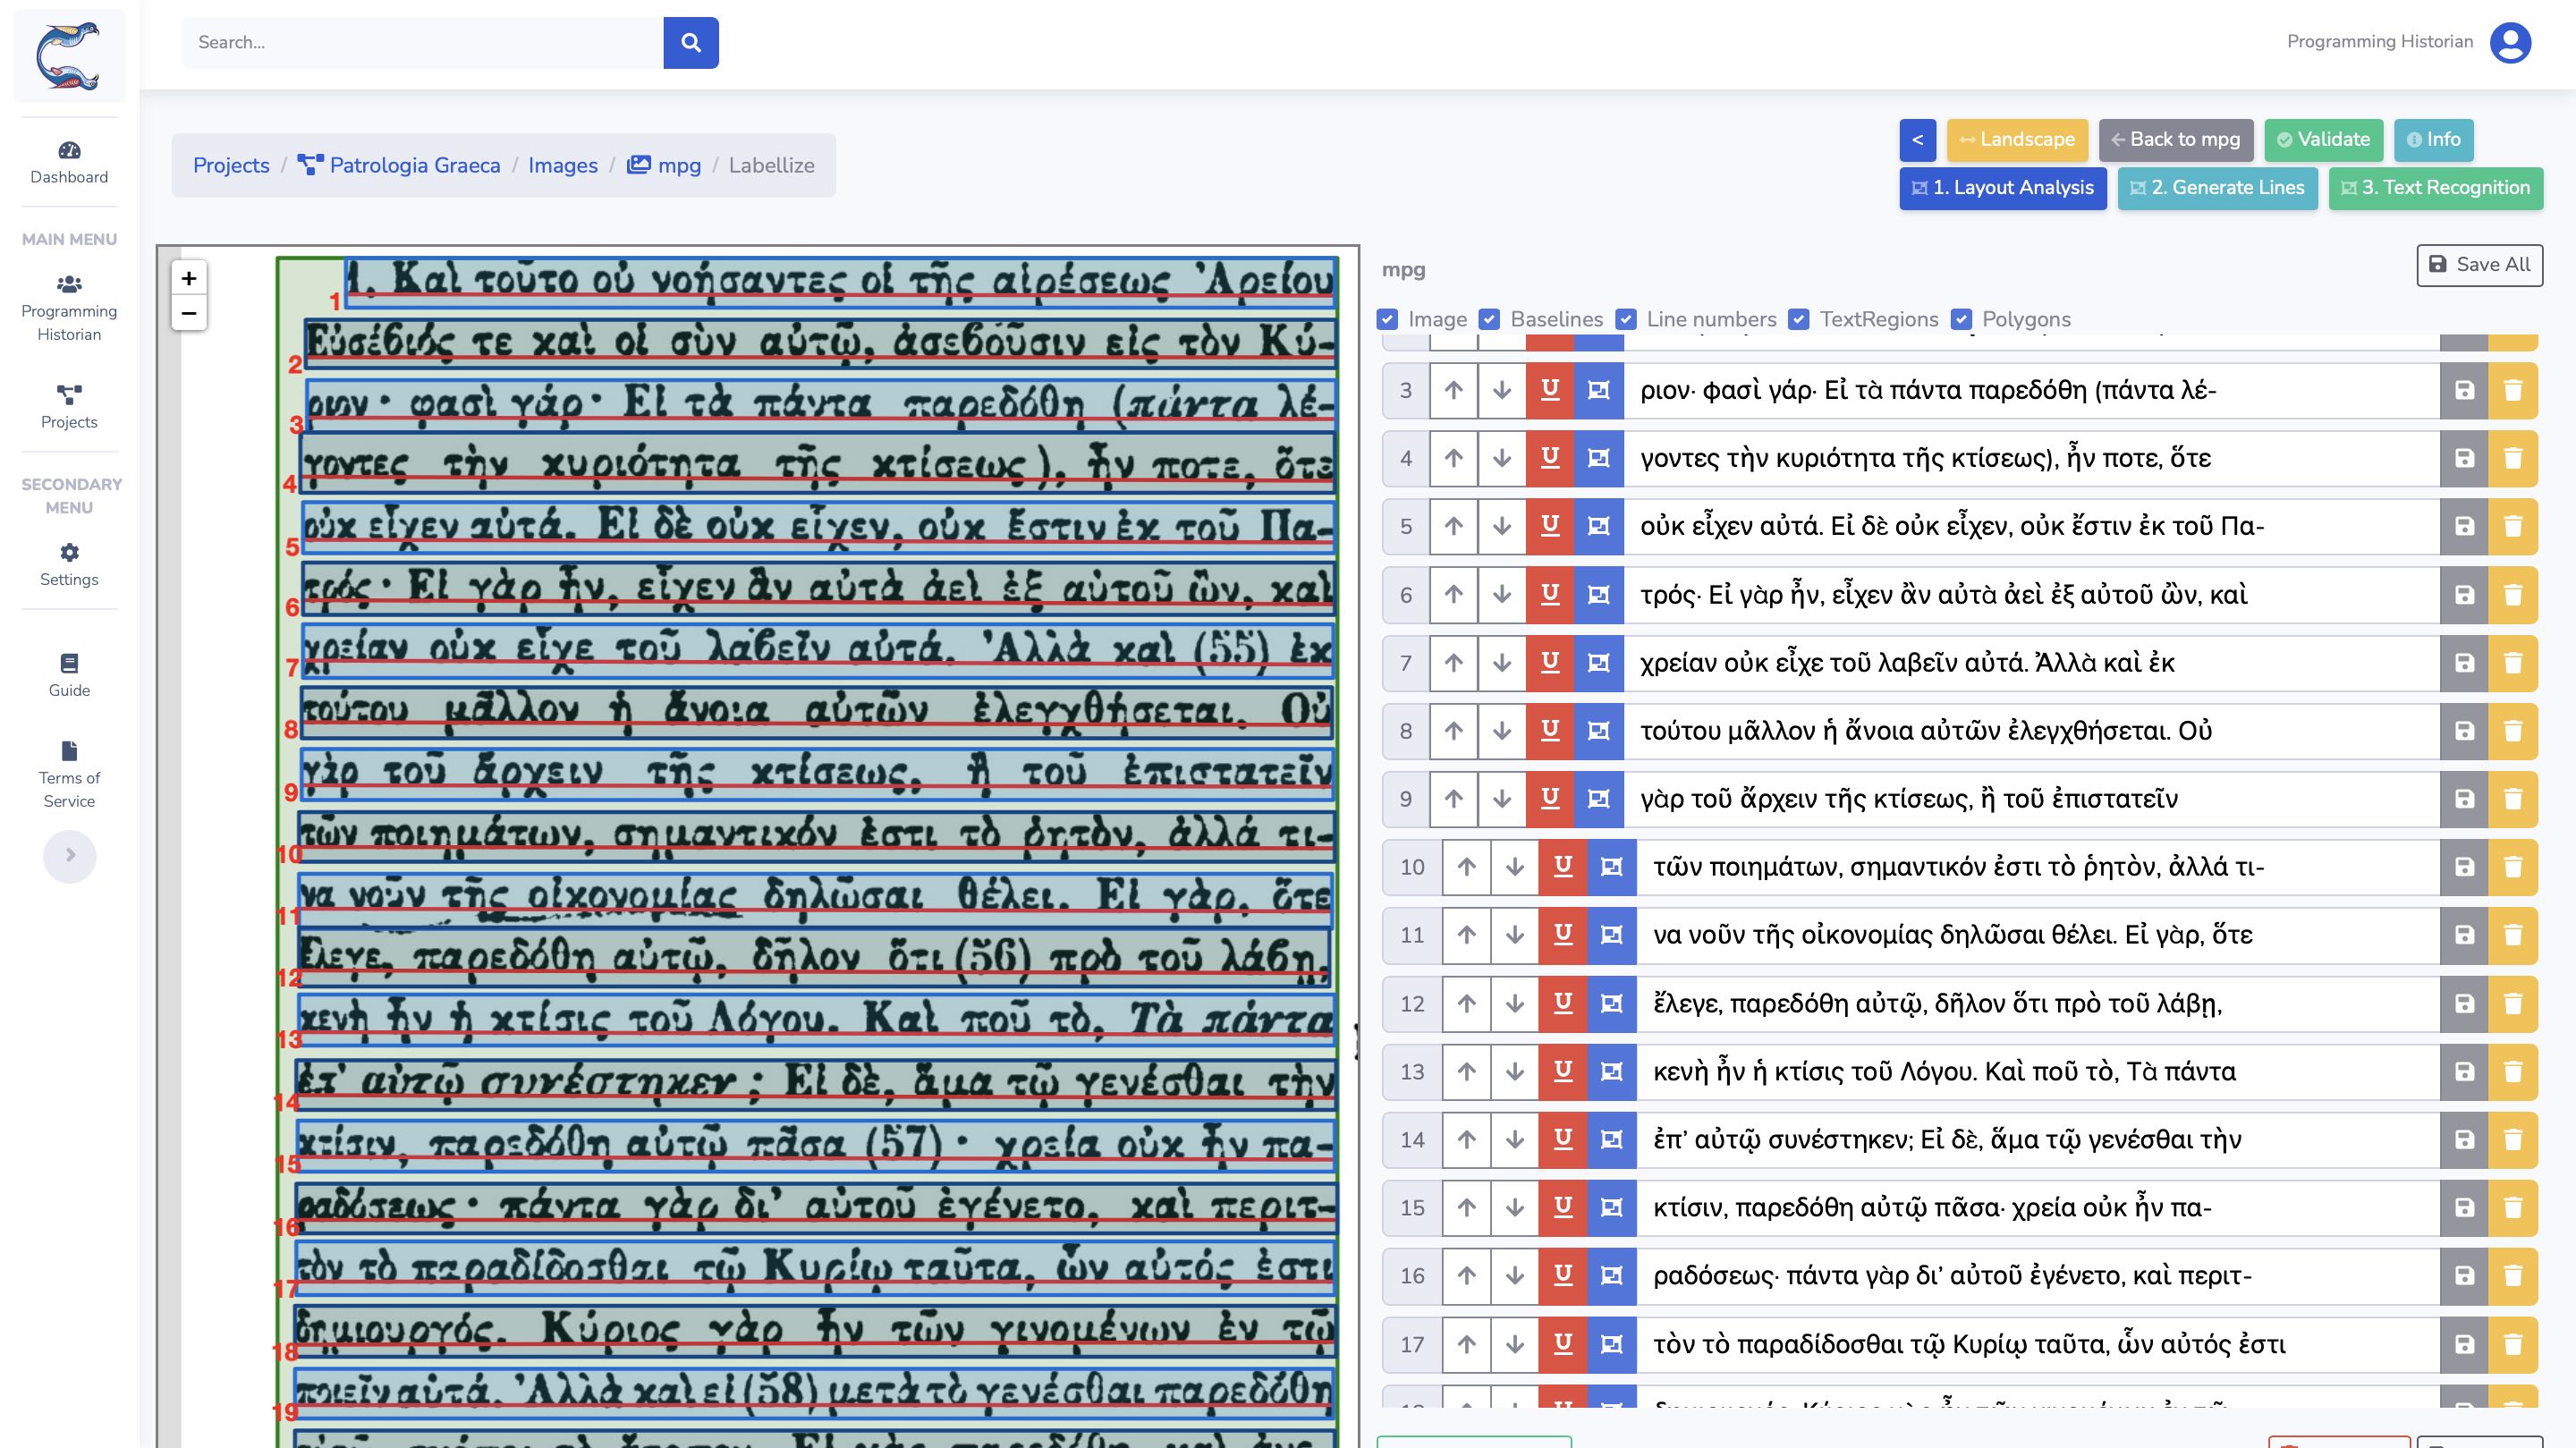 Search...
Programming Historian
Dashboard
MAIN MENU
Programming Historian
Projects
SECONDARY MENU
Settings
Guide
Terms of Service
Projects / Patrologia Graeca / Images / mpg / Labellize
<
Landscape
Back to mpg
Validate
Info
1. Layout Analysis
2. Generate Lines
3. Text Recognition
+
−
1 1. Καὶ τοῦτο οὐ νοήσαντες οἱ τῆς αἱρέσεως Ἀρείου
2 Εὐσέβιός τε καὶ οἱ σὺν αὐτῷ, ἀσεβοῦσιν εἰς τὸν Κύ-
3 ριον· φασὶ γάρ· Εἰ τὰ πάντα παρεδόθη (πάντα λέ-
4 γοντες τὴν κυριότητα τῆς κτίσεως), ἦν ποτε, ὅτε
5 οὐκ εἶχεν αὐτά. Εἰ δὲ οὐκ εἶχεν, οὐκ ἔστιν ἐκ τοῦ Πα-
6 τρός· Εἰ γὰρ ἦν, εἶχεν ἂν αὐτὰ ἀεὶ ἐξ αὐτοῦ ὢν, καὶ
7 χρείαν οὐκ εἶχε τοῦ λαβεῖν αὐτά. Ἀλλὰ καὶ (55) ἐκ
8 τούτου μᾶλλον ἡ ἄνοια αὐτῶν ἐλεγχθήσεται. Οὐ
9 γὰρ τοῦ ἄρχειν τῆς κτίσεως, ἢ τοῦ ἐπιστατεῖν
10 τῶν ποιημάτων, σημαντικόν ἐστι τὸ ῥητὸν, ἀλλά τι-
11 να νοῦν τῆς οἰκονομίας δηλῶσαι θέλει. Εἰ γὰρ, ὅτε
12 ἔλεγε, παρεδόθη αὐτῷ, δῆλον ὅτι (56) πρὸ τοῦ λάβῃ,
13 κενὴ ἦν ἡ κτίσις τοῦ Λόγου. Καὶ ποῦ τὸ, Τὰ πάντα
14 ἐπ' αὐτῷ συνέστηκεν; Εἰ δὲ, ἅμα τῷ γενέσθαι τὴν
15 κτίσιν, παρεδόθη αὐτῷ πᾶσα (57) · χρεία οὐκ ἦν πα-
16 ραδόσεως· πάντα γὰρ δι' αὐτοῦ ἐγένετο, καὶ περιτ-
17 τὸν τὸ παραδίδοσθαι τῷ Κυρίῳ ταῦτα, ὧν αὐτός ἐστι
18 δημιουργός. Κύριος γὰρ ἦν τῶν γινομένων ἐν τῷ
19 ποιεῖν αὐτά. Ἀλλὰ καὶ εἰ (58) μετὰ τὸ γενέσθαι παρεδόθη
mpg
Save All
Image Baselines Line numbers TextRegions Polygons
3 ριον· φασὶ γάρ· Εἰ τὰ πάντα παρεδόθη (πάντα λέ-
4 γοντες τὴν κυριότητα τῆς κτίσεως), ἦν ποτε, ὅτε
5 οὐκ εἶχεν αὐτά. Εἰ δὲ οὐκ εἶχεν, οὐκ ἔστιν ἐκ τοῦ Πα-
6 τρός· Εἰ γὰρ ἦν, εἶχεν ἂν αὐτὰ ἀεὶ ἐξ αὐτοῦ ὢν, καὶ
7 χρείαν οὐκ εἶχε τοῦ λαβεῖν αὐτά. Ἀλλὰ καὶ ἐκ
8 τούτου μᾶλλον ἡ ἄνοια αὐτῶν ἐλεγχθήσεται. Οὐ
9 γὰρ τοῦ ἄρχειν τῆς κτίσεως, ἢ τοῦ ἐπιστατεῖν
10 τῶν ποιημάτων, σημαντικόν ἐστι τὸ ῥητὸν, ἀλλά τι-
11 να νοῦν τῆς οἰκονομίας δηλῶσαι θέλει. Εἰ γὰρ, ὅτε
12 ἔλεγε, παρεδόθη αὐτῷ, δῆλον ὅτι πρὸ τοῦ λάβῃ,
13 κενὴ ἦν ἡ κτίσις τοῦ Λόγου. Καὶ ποῦ τὸ, Τὰ πάντα
14 ἐπ' αὐτῷ συνέστηκεν; Εἰ δὲ, ἅμα τῷ γενέσθαι τὴν
15 κτίσιν, παρεδόθη αὐτῷ πᾶσα· χρεία οὐκ ἦν πα-
16 ραδόσεως· πάντα γὰρ δι' αὐτοῦ ἐγένετο, καὶ περιτ-
17 τὸν τὸ παραδίδοσθαι τῷ Κυρίῳ ταῦτα, ὧν αὐτός ἐστι